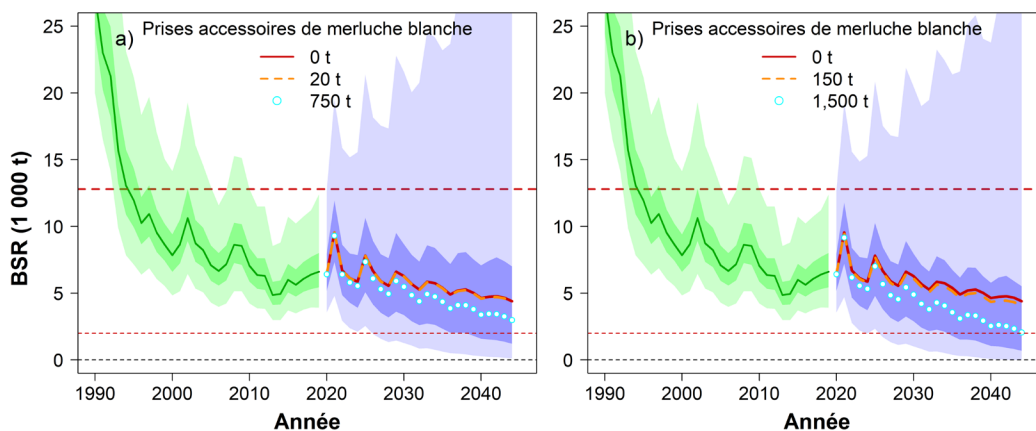 a) Prises accessoires de merluche blanche
0 t
20 t
750 t
25
20
15
10
5
0
BSR (1 000 t)
1990 2000 2010 2020 2030 2040
Année
b) Prises accessoires de merluche blanche
0 t
150 t
1,500 t
25
20
15
10
5
0
1990 2000 2010 2020 2030 2040
Année